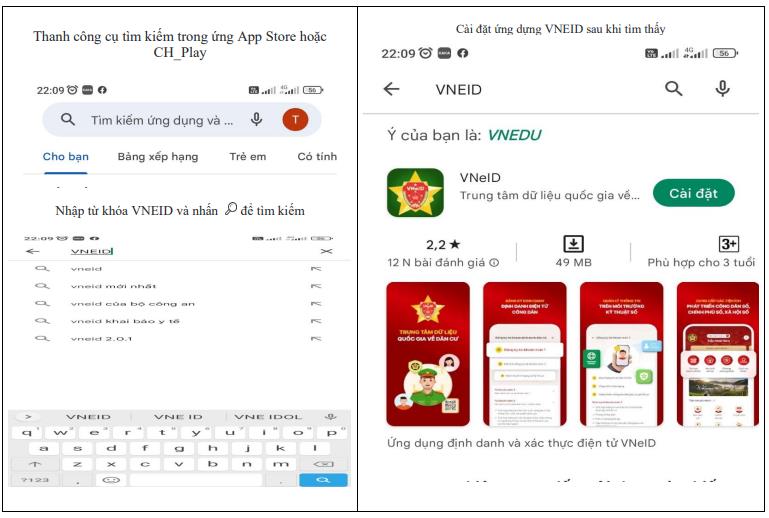 Thanh công cụ tìm kiếm trong ứng App Store hoặc
CH_Play
22:09
56
Tìm kiếm ứng dụng và ...
T
Cho bạn
Bảng xếp hạng
Trẻ em
Có tính
Nhập từ khóa VNEID và nhấn để tìm kiếm
22:09
VNEID
vneid
vneid mới nhất
vneid của bộ công an
vneid khai báo y tế
vneid 2.0.1
VNEID
VNE ID
VNE IDOL
q w e r t y u i o p
a s d f g h j k l
z x c v b n m
?123 , .
Cài đặt ứng dụng VNEID sau khi tìm thấy
22:09
4G
56
VNEID
Ý của bạn là: VNEDU
VNeID
Trung tâm dữ liệu quốc gia về...
Cài đặt
2,2 ★
12 N bài đánh giá
49 MB
3+
Phù hợp cho 3 tuổi
TRUNG TÂM DỮ LIỆU
QUỐC GIA VỀ DÂN CƯ
ĐỊNH DANH ĐIỆN TỬ
CÔNG DÂN
QUẢN LÝ THÔNG TIN
TRÊN MÔI TRƯỜNG
KỸ THUẬT SỐ
PHÁT TRIỂN CÔNG DÂN SỐ,
CHÍNH PHỦ SỐ, XÃ HỘI SỐ
Ứng dụng định danh và xác thực điện tử VNeID